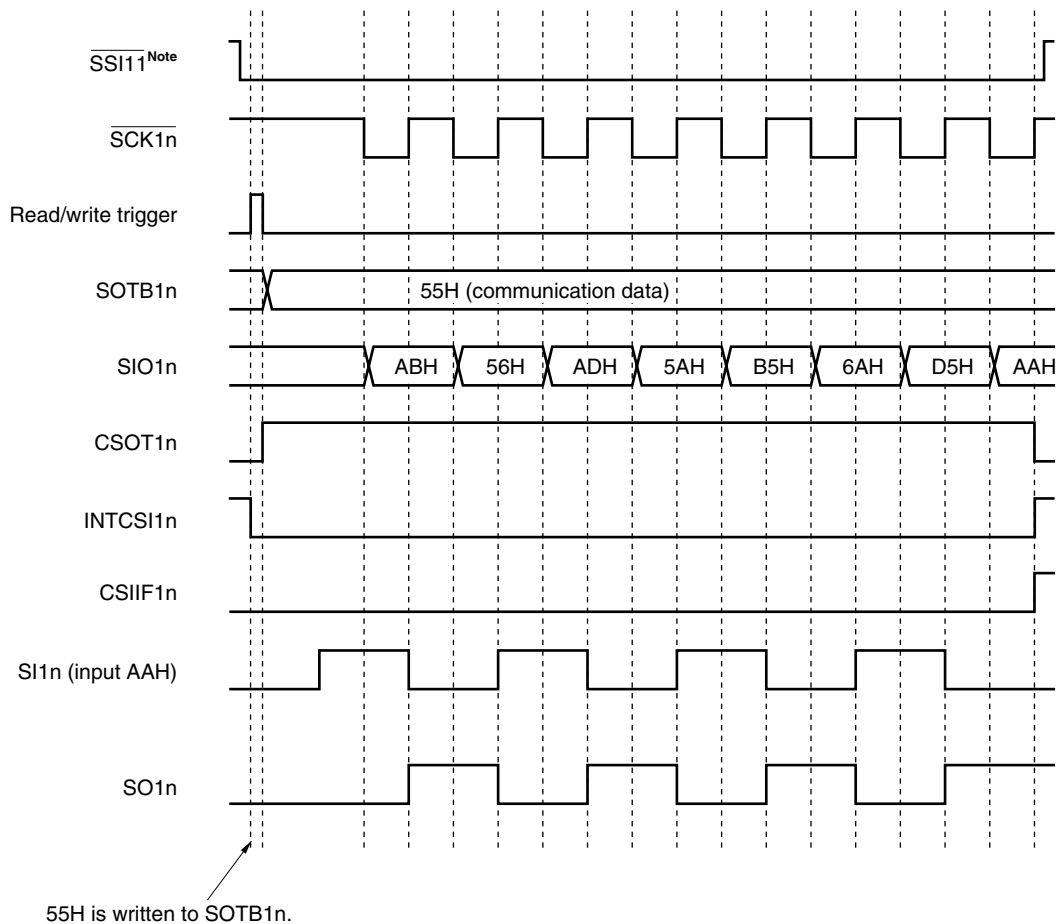 SSI11Note
SCK1n
Read/write trigger
SOTB1n
55H (communication data)
SIO1n
ABH 56H ADH 5AH B5H 6AH D5H AAH
CSOT1n
INTCSI1n
CSIIF1n
SI1n (input AAH)
SO1n
55H is written to SOTB1n.